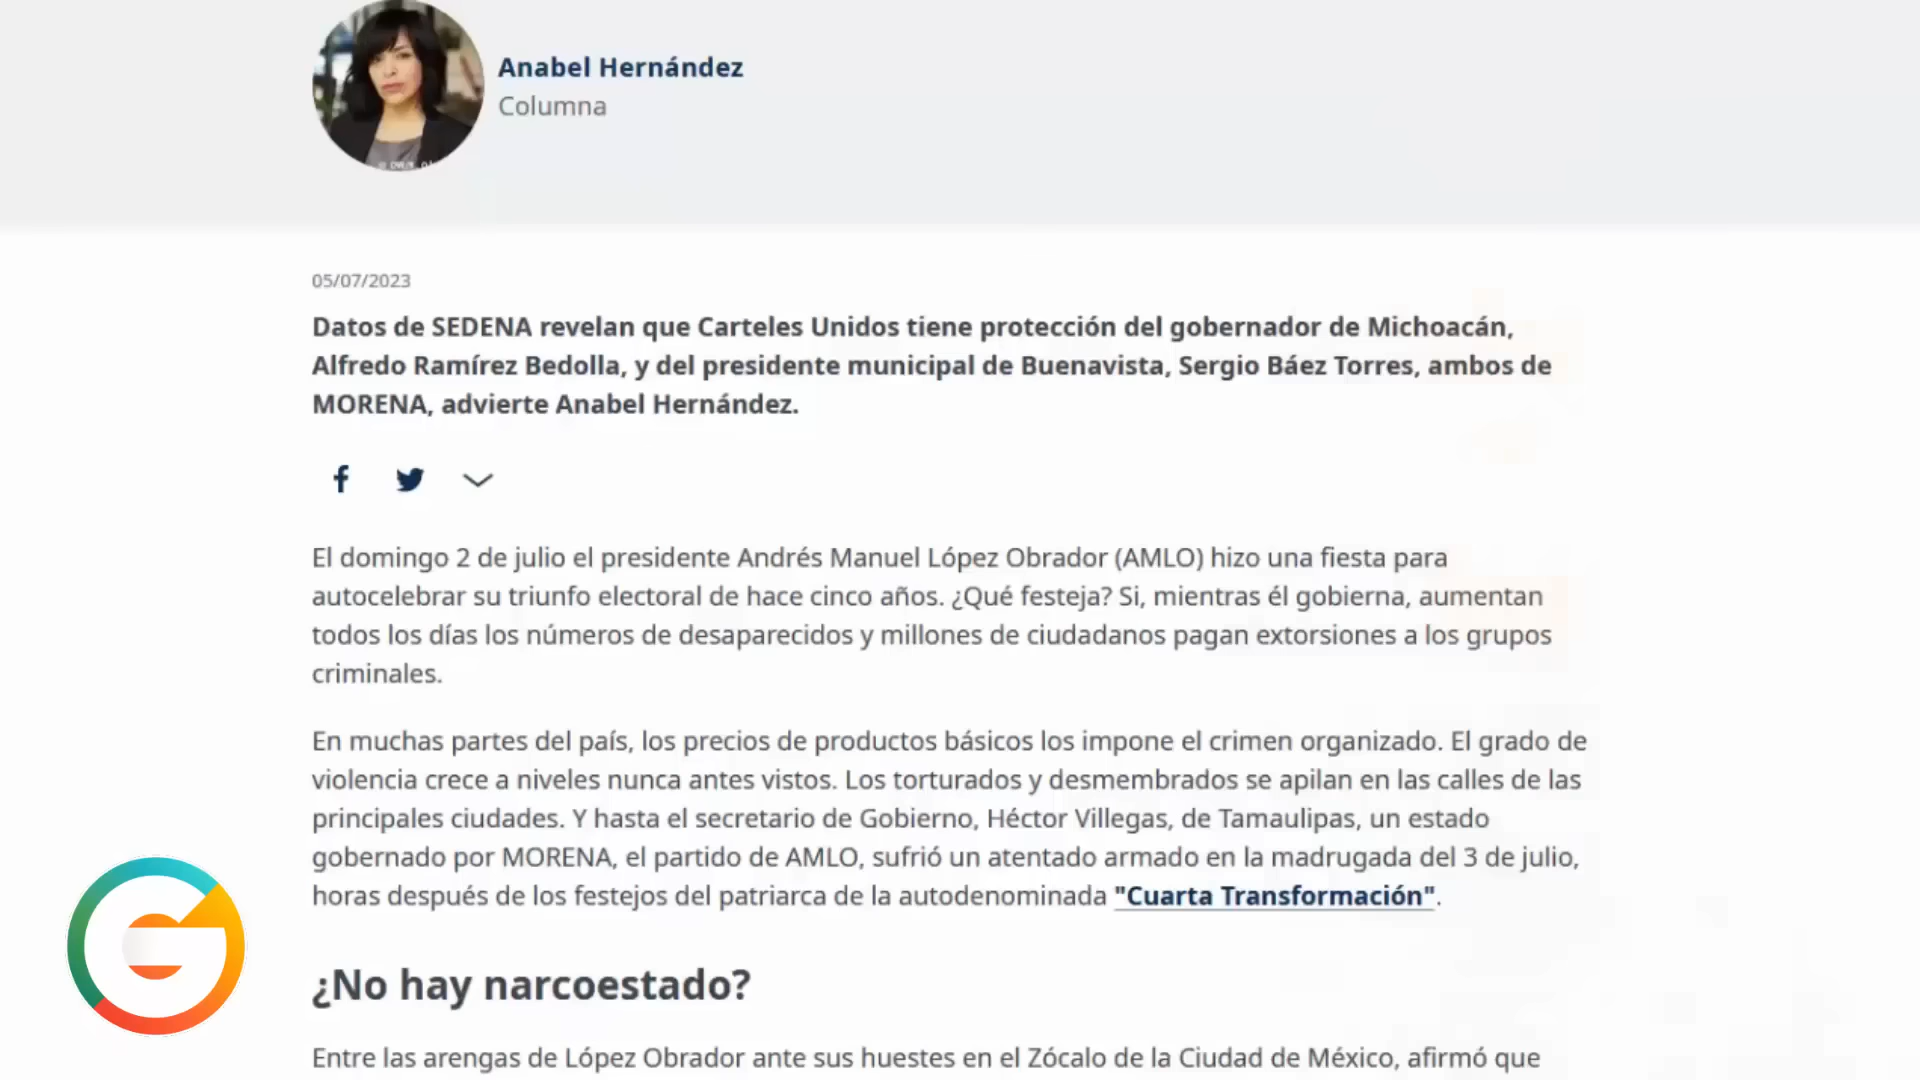 Anabel Hernández
Columna
05/07/2023
Datos de SEDENA revelan que Carteles Unidos tiene protección del gobernador de Michoacán,
Alfredo Ramírez Bedolla, y del presidente municipal de Buenavista, Sergio Báez Torres, ambos de
MORENA, advierte Anabel Hernández.
El domingo 2 de julio el presidente Andrés Manuel López Obrador (AMLO) hizo una fiesta para
autocelebrar su triunfo electoral de hace cinco años. ¿Qué festeja? Si, mientras él gobierna, aumentan
todos los días los números de desaparecidos y millones de ciudadanos pagan extorsiones a los grupos
criminales.
En muchas partes del país, los precios de productos básicos los impone el crimen organizado. El grado de
violencia crece a niveles nunca antes vistos. Los torturados y desmembrados se apilan en las calles de las
principales ciudades. Y hasta el secretario de Gobierno, Héctor Villegas, de Tamaulipas, un estado
gobernado por MORENA, el partido de AMLO, sufrió un atentado armado en la madrugada del 3 de julio,
horas después de los festejos del patriarca de la autodenominada "Cuarta Transformación".
¿No hay narcoestado?
Entre las arengas de López Obrador ante sus huestes en el Zócalo de la Ciudad de México, afirmó que